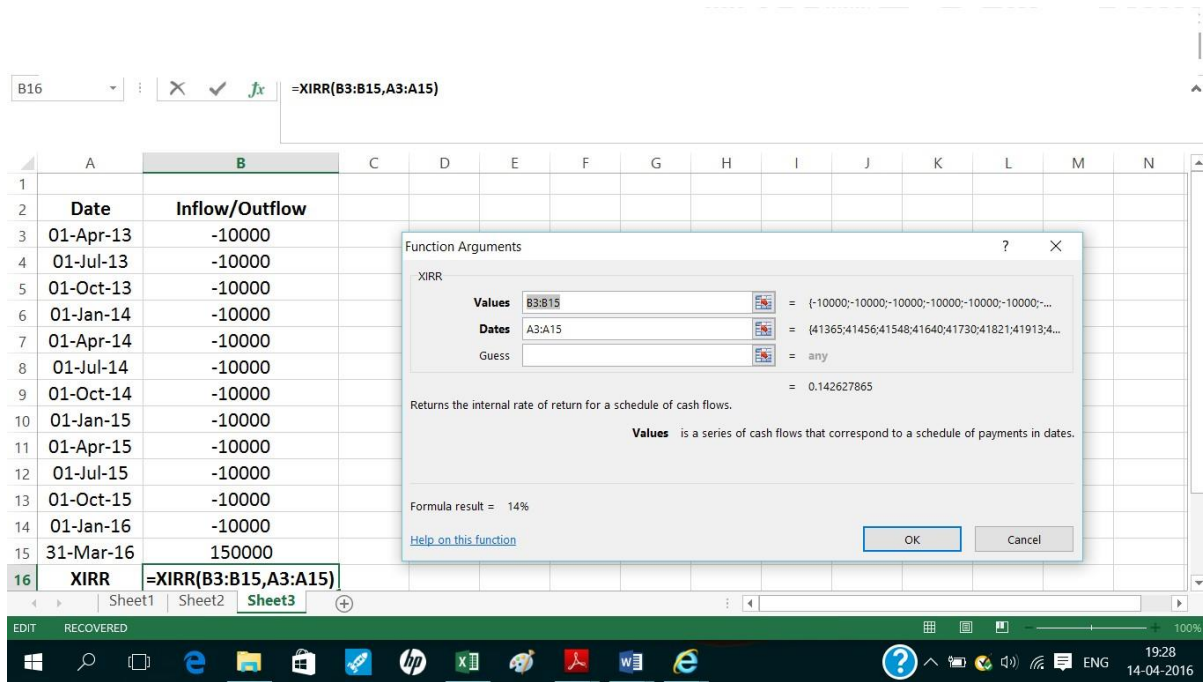 B16 fx =XIRR(B3:B15,A3:A15)
A B C D E F G H I J K L M N
1
2 Date Inflow/Outflow
3 01-Apr-13 -10000
4 01-Jul-13 -10000
5 01-Oct-13 -10000
6 01-Jan-14 -10000
7 01-Apr-14 -10000
8 01-Jul-14 -10000
9 01-Oct-14 -10000
10 01-Jan-15 -10000
11 01-Apr-15 -10000
12 01-Jul-15 -10000
13 01-Oct-15 -10000
14 01-Jan-16 -10000
15 31-Mar-16 150000
16 XIRR =XIRR(B3:B15,A3:A15)
Function Arguments ?
XIRR
Values B3:B15 = {-10000;-10000;-10000;-10000;-10000;-10000;-...
Dates A3:A15 = {41365;41456;41548;41640;41730;41821;41913;4...
Guess = any
= 0.142627865
Returns the internal rate of return for a schedule of cash flows.
Values is a series of cash flows that correspond to a schedule of payments in dates.
Formula result = 14%
Help on this function OK Cancel
Sheet1 Sheet2 Sheet3
EDIT RECOVERED 100%
hp ? ENG 19:28
14-04-2016